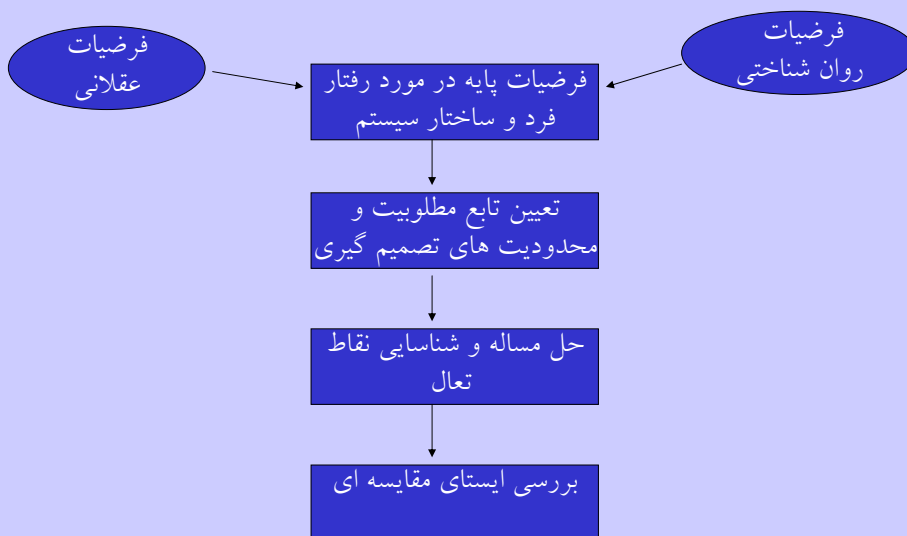 فرضیات
روان شناختی
فرضیات
عقلانی
فرضیات پایه در مورد رفتار
فرد و ساختار سیستم
تعیین تابع مطلوبیت و
محدودیت های تصمیم گیری
حل مساله و شناسایی نقاط
تعال
بررسی ایستای مقایسه ای